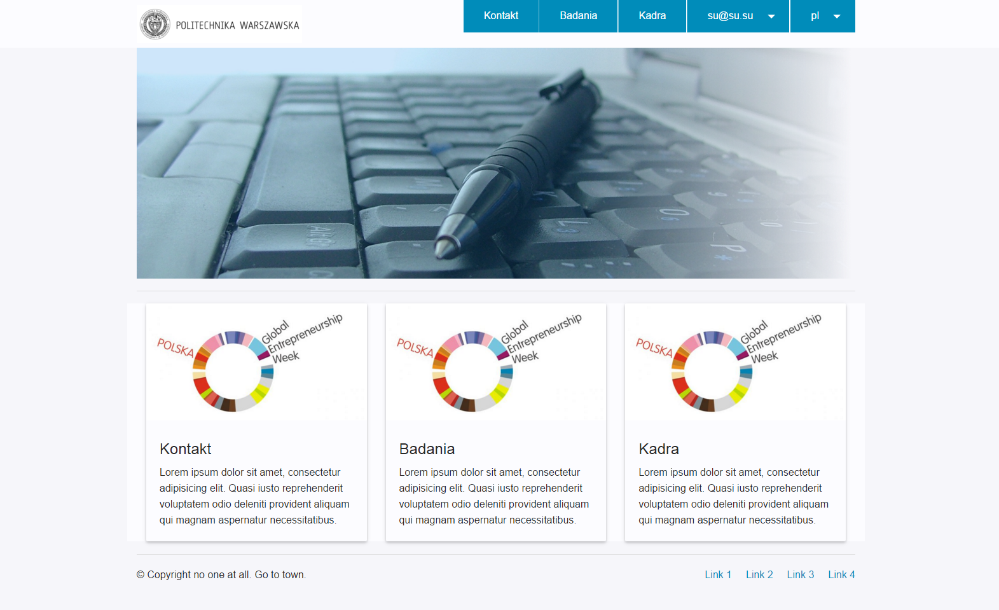 POLITECHNIKA WARSZAWSKA
Kontakt
Badania
Kadra
su@su.su
pl
POLSKA
Global
Entrepreneurship
Week
POLSKA
Global
Entrepreneurship
Week
POLSKA
Global
Entrepreneurship
Week
Kontakt
Lorem ipsum dolor sit amet, consectetur
adipisicing elit. Quasi iusto reprehenderit
voluptatem odio deleniti provident aliquam
qui magnam aspernatur necessitatibus.
Badania
Lorem ipsum dolor sit amet, consectetur
adipisicing elit. Quasi iusto reprehenderit
voluptatem odio deleniti provident aliquam
qui magnam aspernatur necessitatibus.
Kadra
Lorem ipsum dolor sit amet, consectetur
adipisicing elit. Quasi iusto reprehenderit
voluptatem odio deleniti provident aliquam
qui magnam aspernatur necessitatibus.
© Copyright no one at all. Go to town.
Link 1 Link 2 Link 3 Link 4